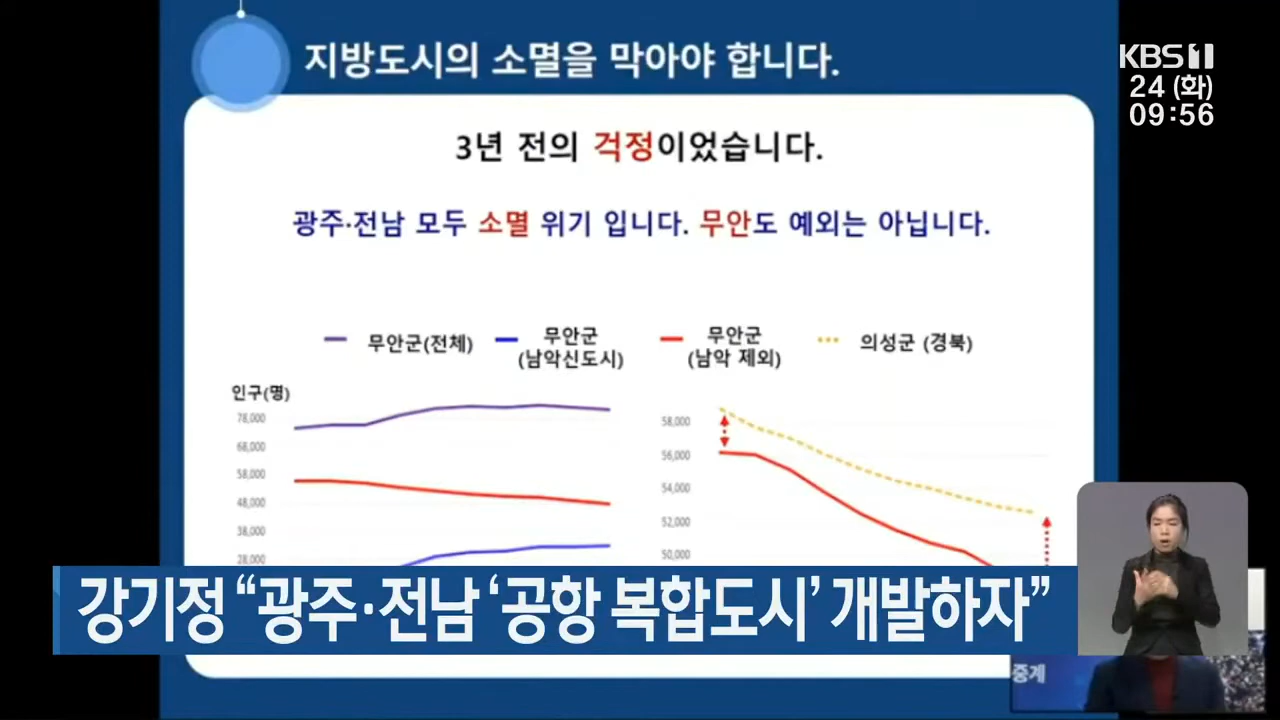 지방도시의 소멸을 막아야 합니다.
KBS1
24 (화)
09:56
3년 전의 걱정이었습니다.
광주·전남 모두 소멸 위기 입니다. 무안도 예외는 아닙니다.
무안군(전체)
무안군
(남악신도시)
무안군
(남악 제외)
의성군 (경북)
인구(명)
78,000
68,000
58,000
48,000
38,000
28,000
58,000
56,000
54,000
52,000
50,000
강기정 “광주·전남 ‘공항 복합도시’ 개발하자”
중계